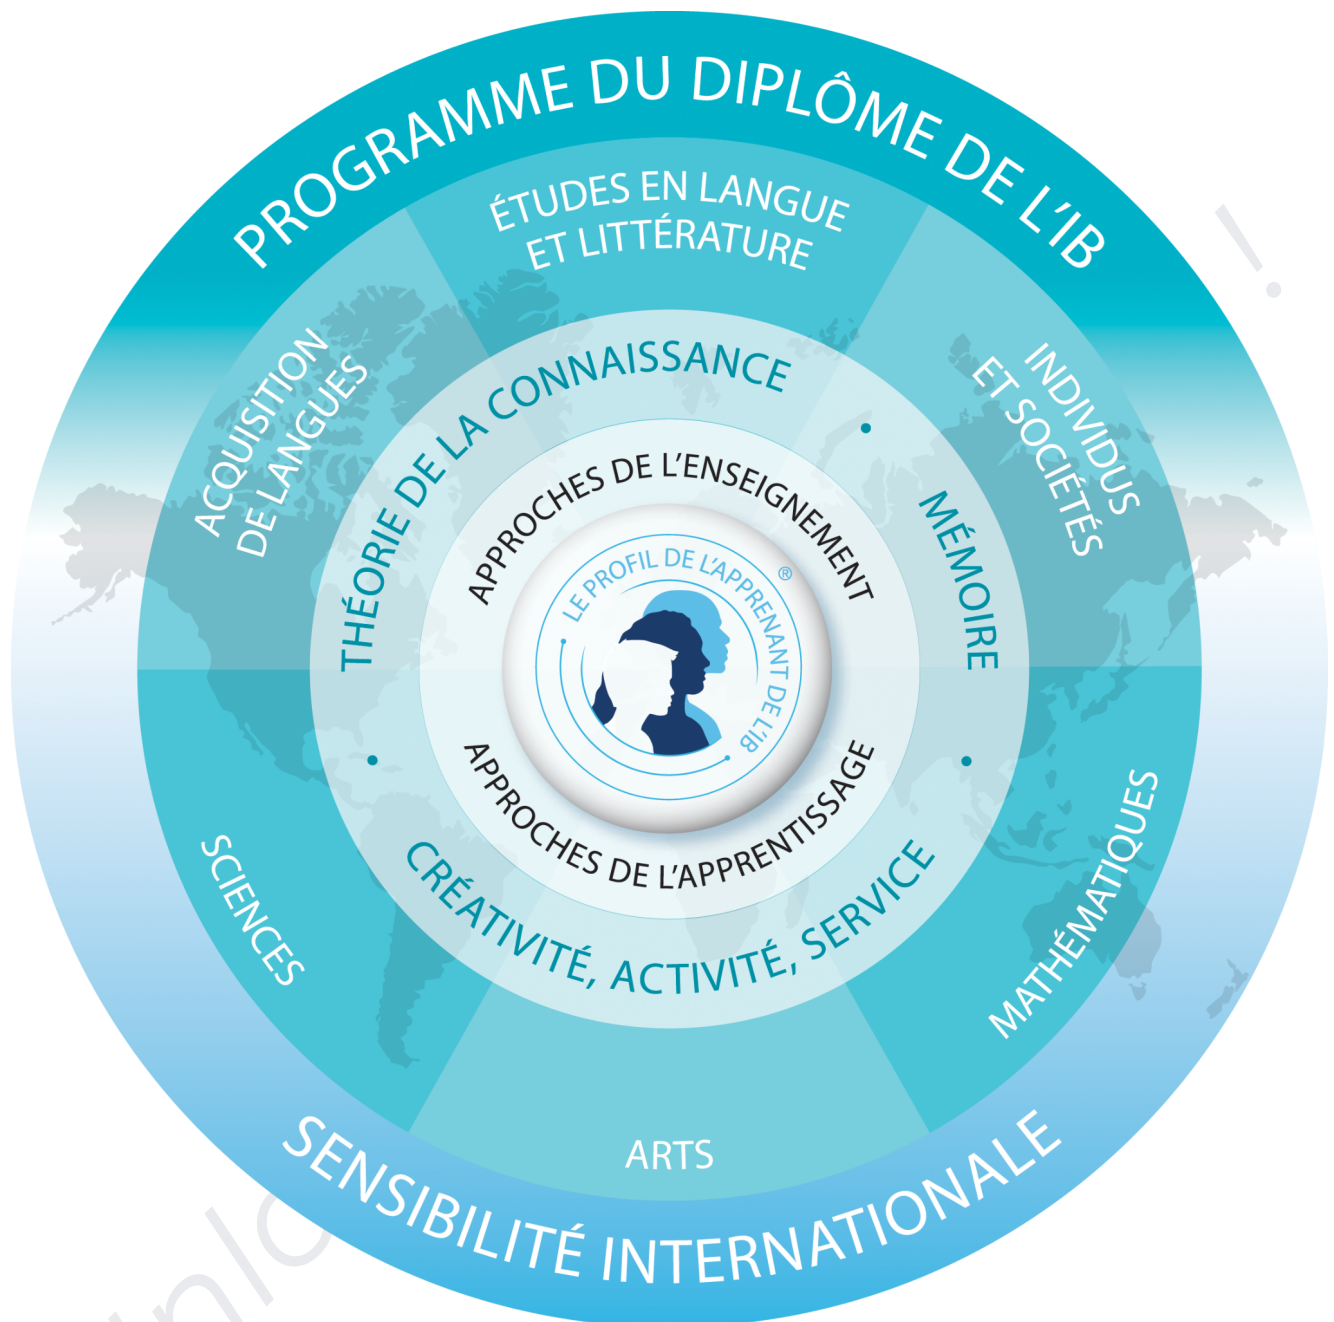 PROGRAMME DU DIPLÔME DE L'IB
ÉTUDES EN LANGUE
ET LITTÉRATURE
ACQUISITION
DE LANGUES
INDIVIDUS
ET SOCIÉTÉS
THÉORIE DE LA CONNAISSANCE
•
MÉMOIRE
APPROCHES DE L'ENSEIGNEMENT
LE PROFIL DE L'APPRENANT DE L'IB
®
APPROCHES DE L'APPRENTISSAGE
•
CRÉATIVITÉ, ACTIVITÉ, SERVICE
•
SCIENCES
MATHÉMATIQUES
ARTS
SENSIBILITÉ INTERNATIONALE
!